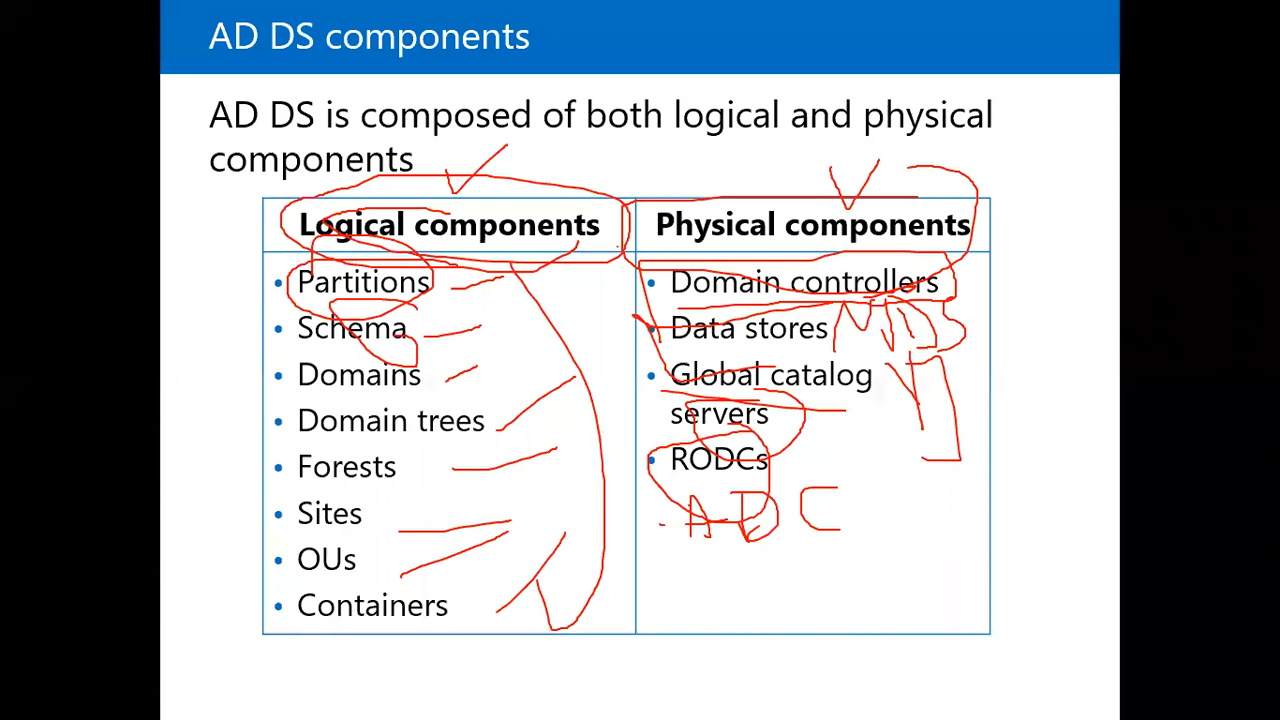 AD DS components
AD DS is composed of both logical and physical
components
Logical components
Physical components
• Partitions
• Schema
• Domains
• Domain trees
• Forests
• Sites
• OUs
• Containers
• Domain controllers
• Data stores
• Global catalog
servers
• RODCs
ADC